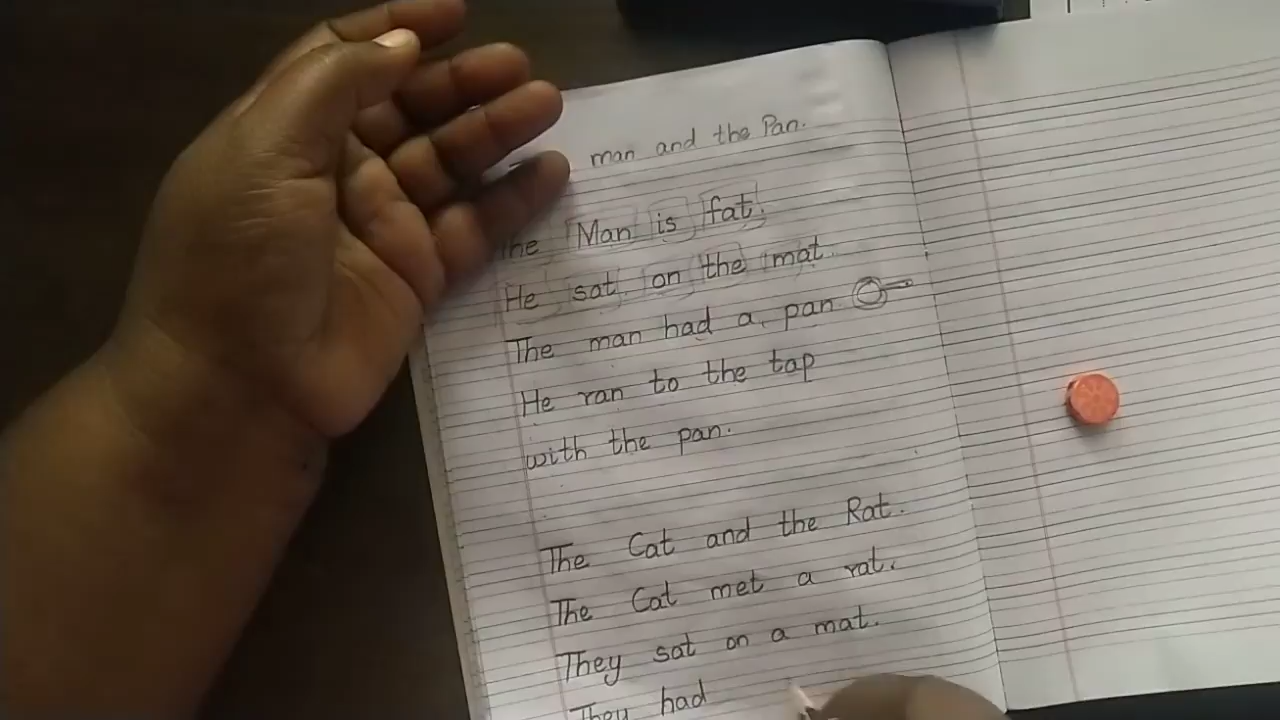 man and the Pan.
The Man is fat.
He sat on the mat.
The man had a pan
He ran to the tap
with the pan.
The Cat and the Rat.
The Cat met a rat.
They sat on a mat.
They had